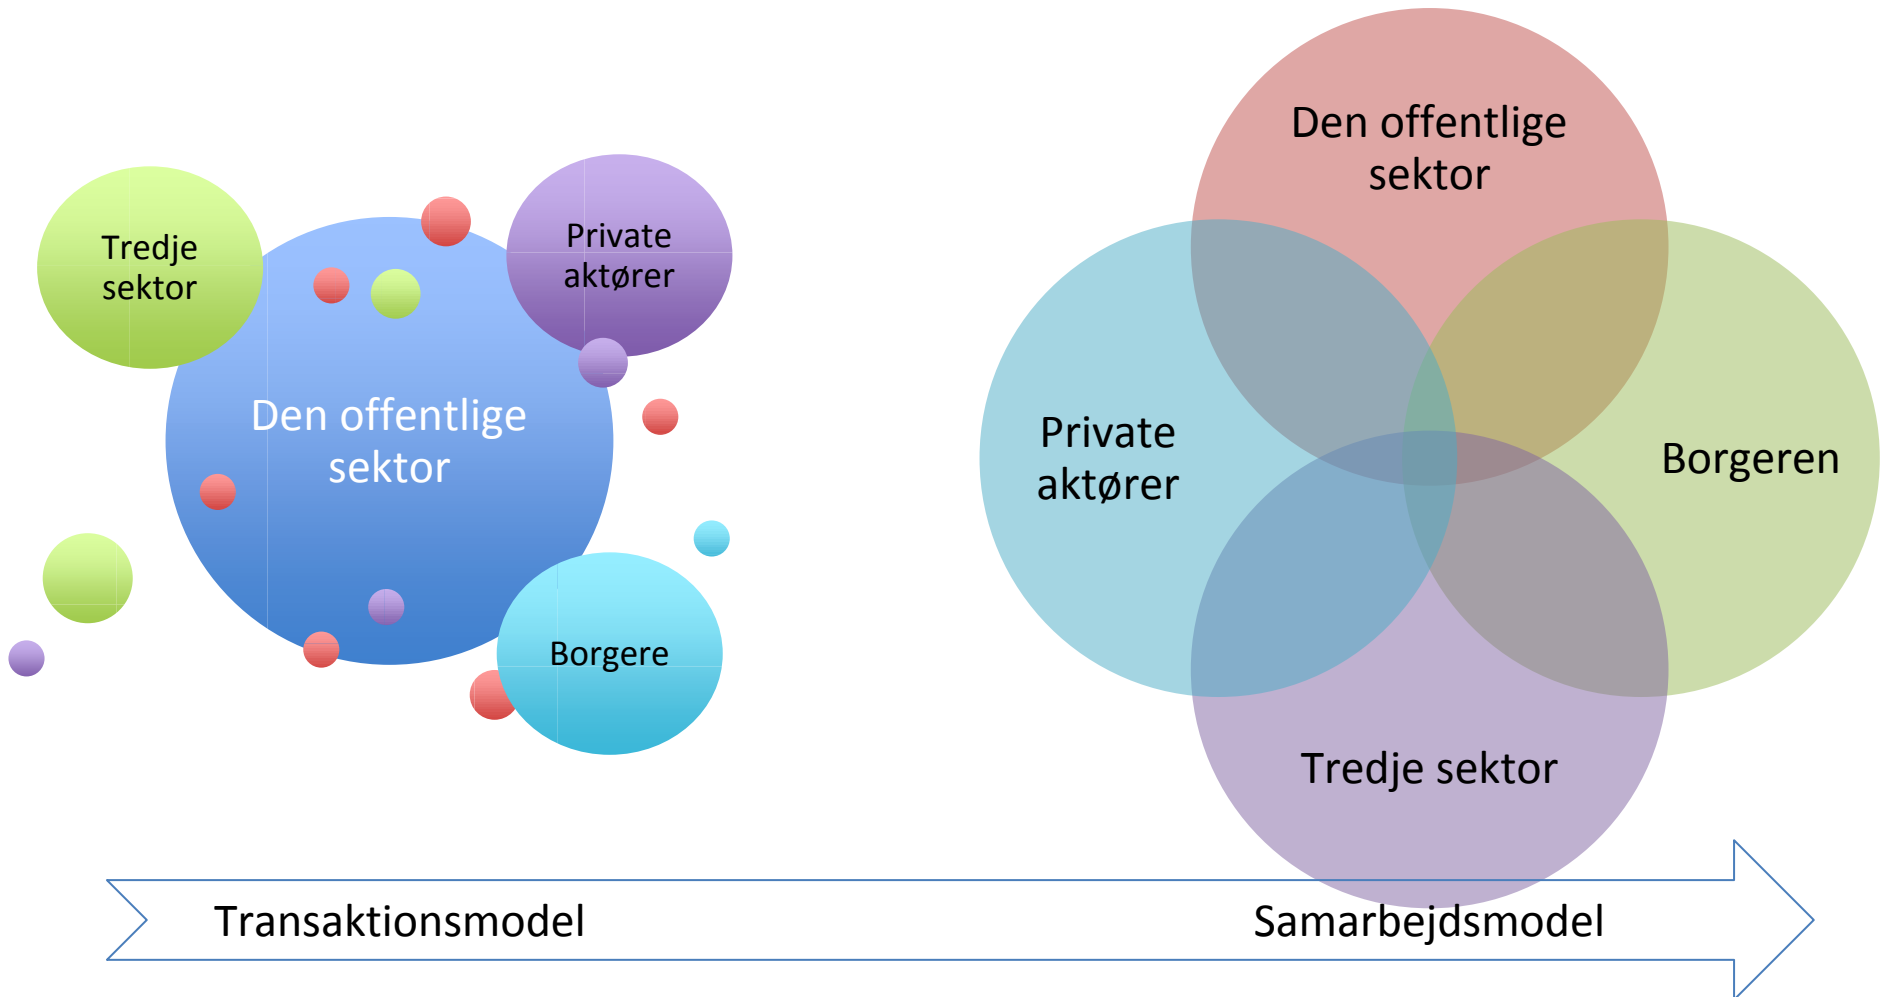 Tredje
sektor
Private
aktører
Den offentlige
sektor
Borgere
Den offentlige
sektor
Private
aktører
Borgeren
Tredje sektor
Transaktionsmodel
Samarbejdsmodel